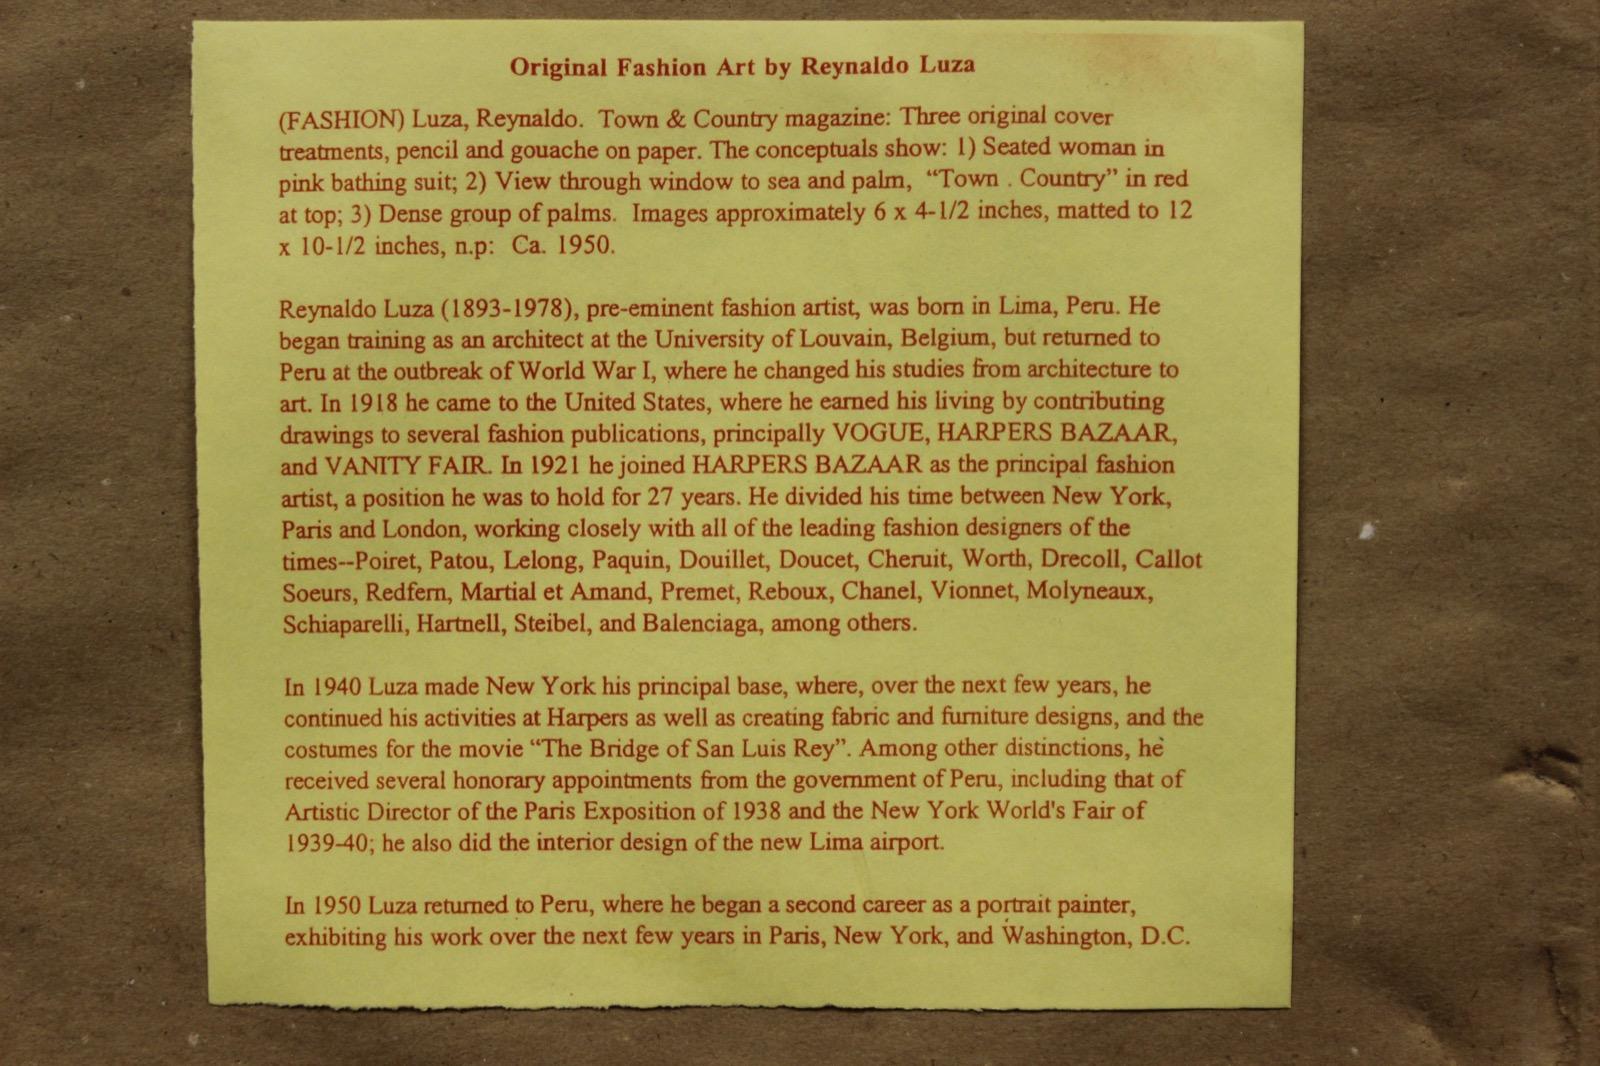 Original Fashion Art by Reynaldo Luza
(FASHION) Luza, Reynaldo. Town & Country magazine: Three original cover
treatments, pencil and gouache on paper. The conceptuals show: 1) Seated woman in
pink bathing suit; 2) View through window to sea and palm, “Town . Country” in red
at top; 3) Dense group of palms. Images approximately 6 x 4-1/2 inches, matted to 12
x 10-1/2 inches, n.p: Ca. 1950.
Reynaldo Luza (1893-1978), pre-eminent fashion artist, was born in Lima, Peru. He
began training as an architect at the University of Louvain, Belgium, but returned to
Peru at the outbreak of World War I, where he changed his studies from architecture to
art. In 1918 he came to the United States, where he earned his living by contributing
drawings to several fashion publications, principally VOGUE, HARPERS BAZAAR,
and VANITY FAIR. In 1921 he joined HARPERS BAZAAR as the principal fashion
artist, a position he was to hold for 27 years. He divided his time between New York,
Paris and London, working closely with all of the leading fashion designers of the
times--Poiret, Patou, Lelong, Paquin, Douillet, Doucet, Cheruit, Worth, Drecoll, Callot
Soeurs, Redfern, Martial et Amand, Premet, Reboux, Chanel, Vionnet, Molyneaux,
Schiaparelli, Hartnell, Steibel, and Balenciaga, among others.
In 1940 Luza made New York his principal base, where, over the next few years, he
continued his activities at Harpers as well as creating fabric and furniture designs, and the
costumes for the movie “The Bridge of San Luis Rey”. Among other distinctions, he
received several honorary appointments from the government of Peru, including that of
Artistic Director of the Paris Exposition of 1938 and the New York World's Fair of
1939-40; he also did the interior design of the new Lima airport.
In 1950 Luza returned to Peru, where he began a second career as a portrait painter,
exhibiting his work over the next few years in Paris, New York, and Washington, D.C.